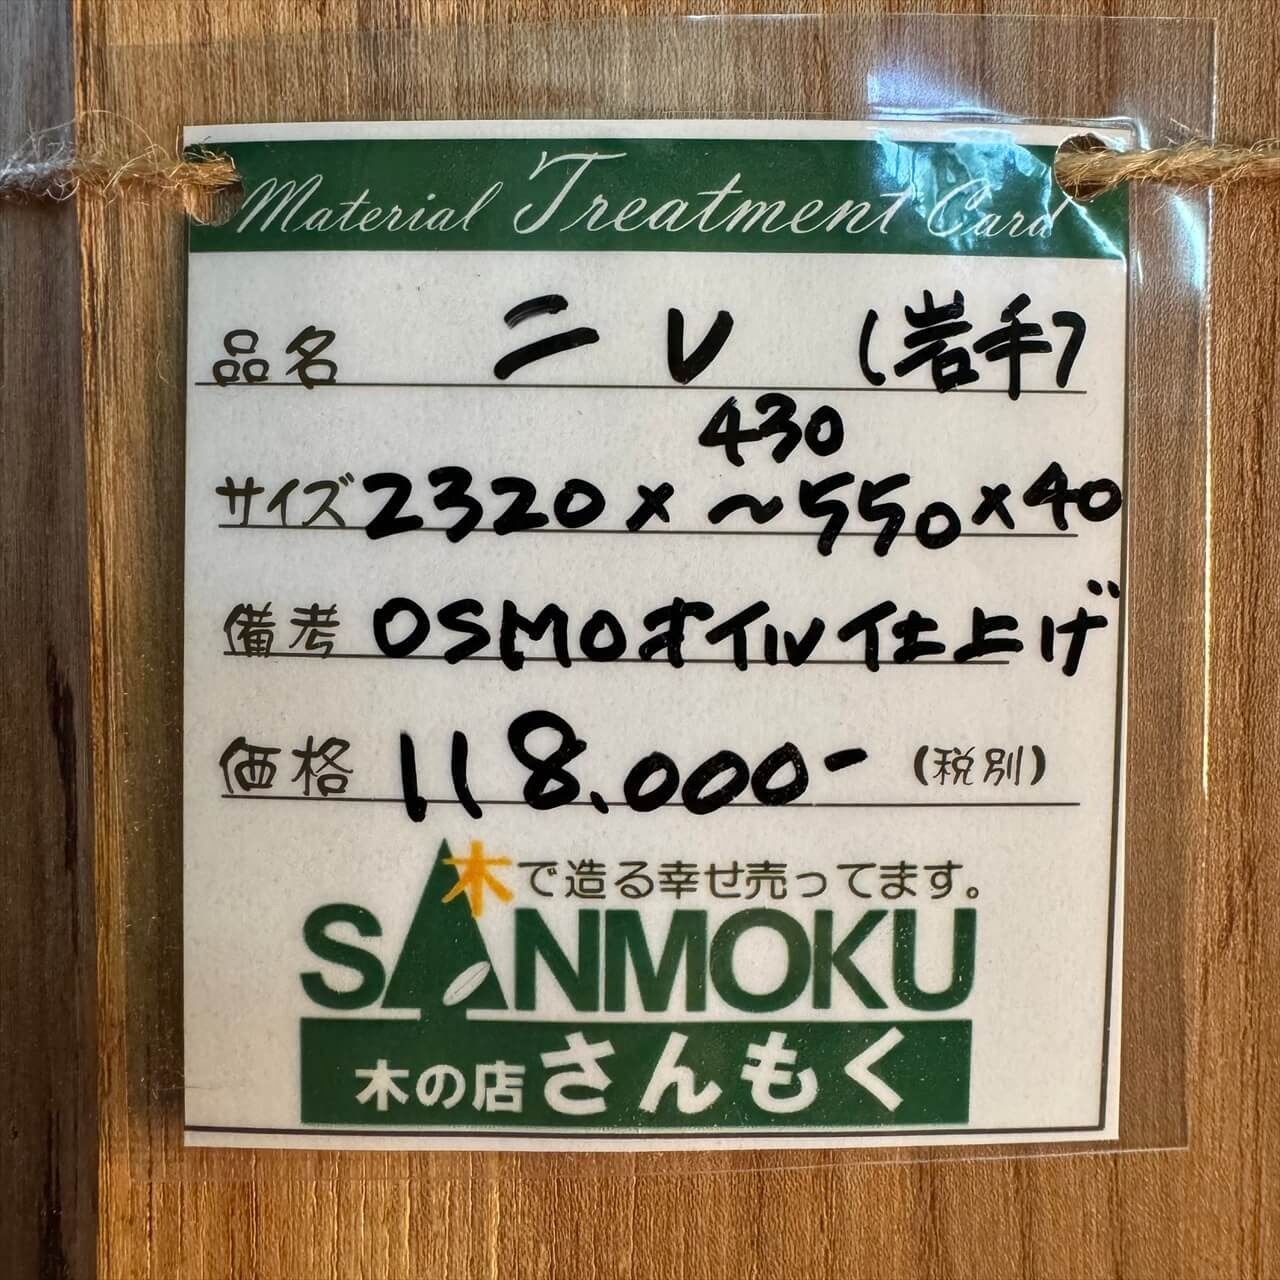 Material Treatment Card
品名 ニレ (岩手)
430
サイズ 2320×～550×40
備考 OSMOオイル仕上げ
価格 118.000- (税別)
木で造る幸せ売ってます。
SANMOKU
木の店 さんもく